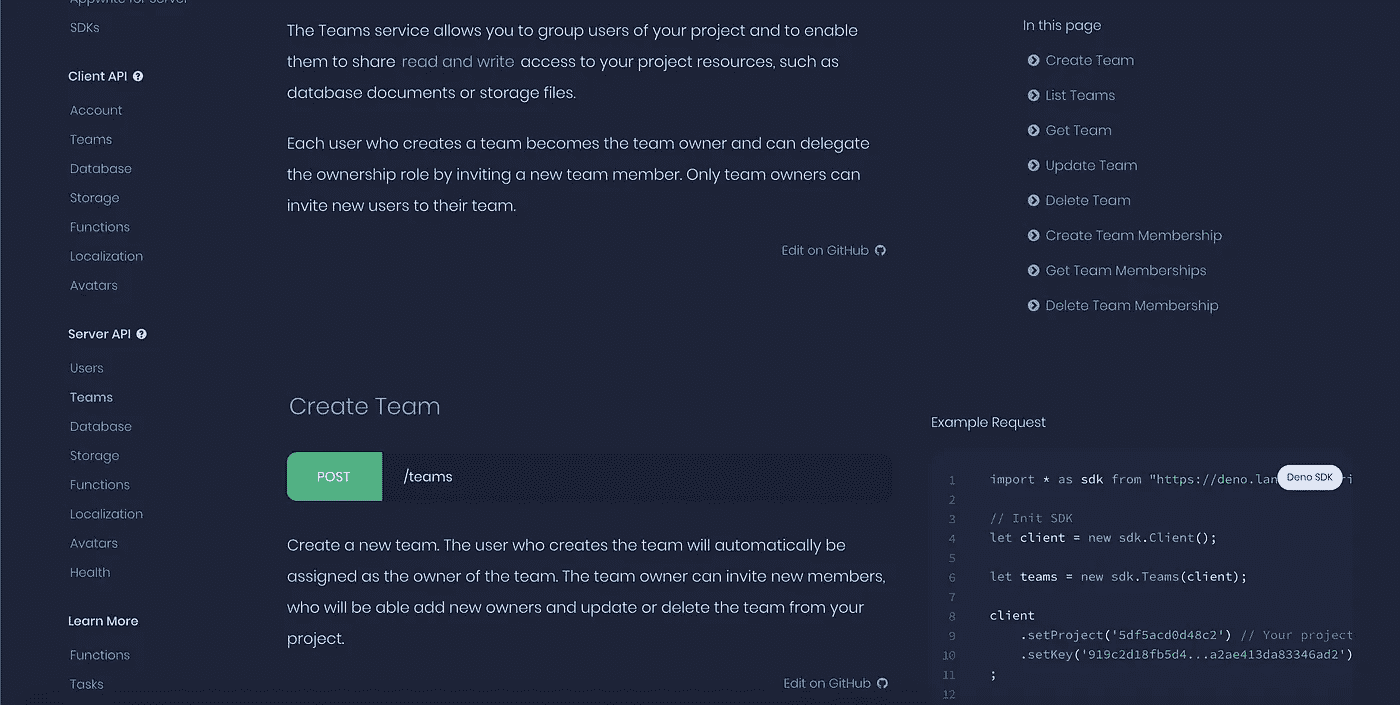 Appwrite for Server
SDKs
Client API
Account
Teams
Database
Storage
Functions
Localization
Avatars
Server API
Users
Teams
Database
Storage
Functions
Localization
Avatars
Health
Learn More
Functions
Tasks
The Teams service allows you to group users of your project and to enable
them to share read and write access to your project resources, such as
database documents or storage files.
Each user who creates a team becomes the team owner and can delegate
the ownership role by inviting a new team member. Only team owners can
invite new users to their team.
Edit on GitHub
In this page
Create Team
List Teams
Get Team
Update Team
Delete Team
Create Team Membership
Get Team Memberships
Delete Team Membership
Create Team
POST /teams
Create a new team. The user who creates the team will automatically be
assigned as the owner of the team. The team owner can invite new members,
who will be able add new owners and update or delete the team from your
project.
Edit on GitHub
Example Request
Deno SDK
1 import * as sdk from "https://deno.lan
2
3 // Init SDK
4 let client = new sdk.Client();
5
6 let teams = new sdk.Teams(client);
7
8 client
9 .setProject('5df5acd0d48c2') // Your project
10 .setKey('919c2d18fb5d4...a2ae413da83346ad2')
11 ;
12